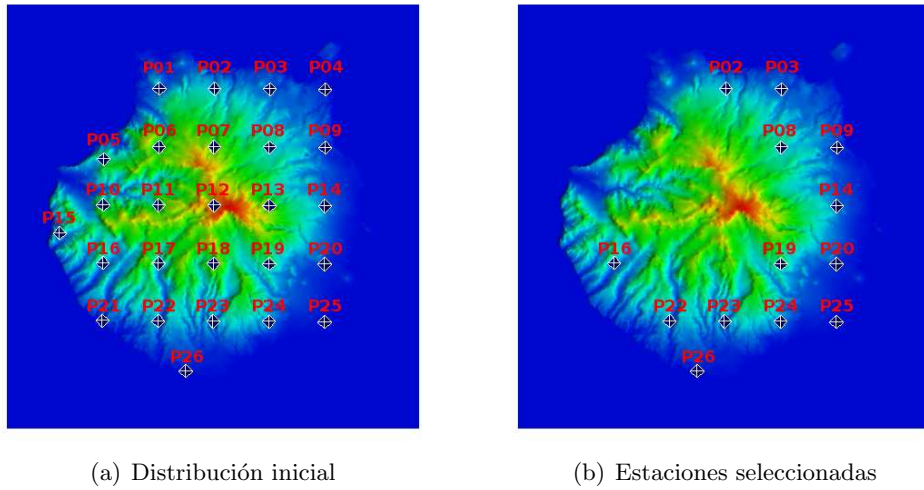 P01 P02 P03 P04
P05 P06 P07 P08 P09
P10 P11 P12 P13 P14
P15
P16 P17 P18 P19 P20
P21 P22 P23 P24 P25
P26
(a) Distribución inicial
P02 P03
P08 P09
P14
P16 P19 P20
P22 P23 P24 P25
P26
(b) Estaciones seleccionadas